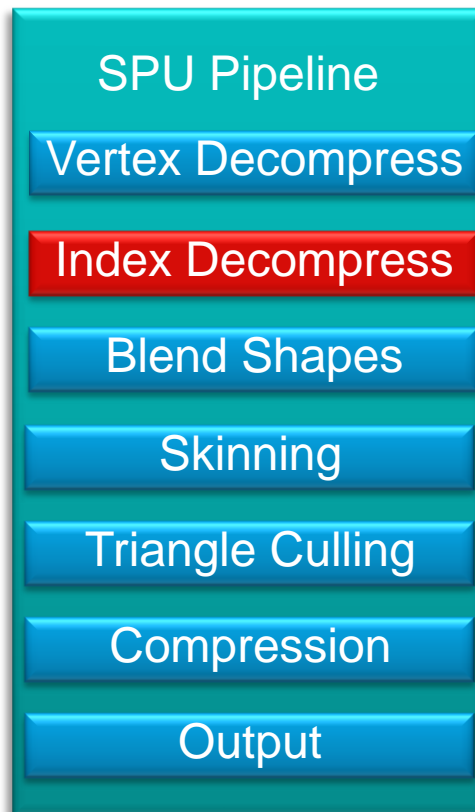 SPU Pipeline
Vertex Decompress
Index Decompress
Blend Shapes
Skinning
Triangle Culling
Compression
Output